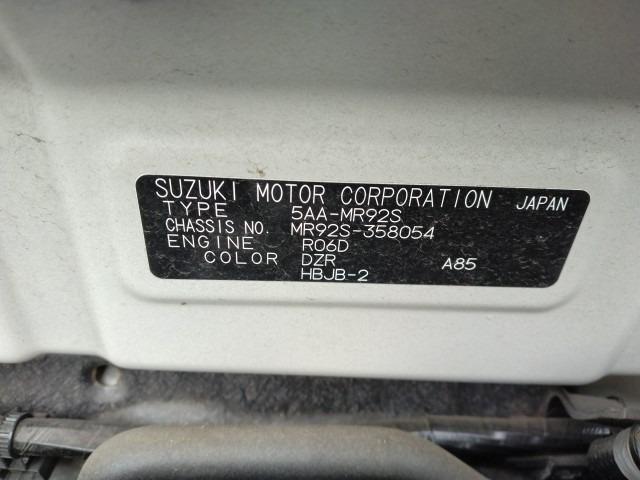 SUZUKI MOTOR CORPORATION JAPAN
TYPE 5AA-MR92S
CHASSIS NO. MR92S-358054
ENGINE R06D
COLOR DZR A85
HBJB-2